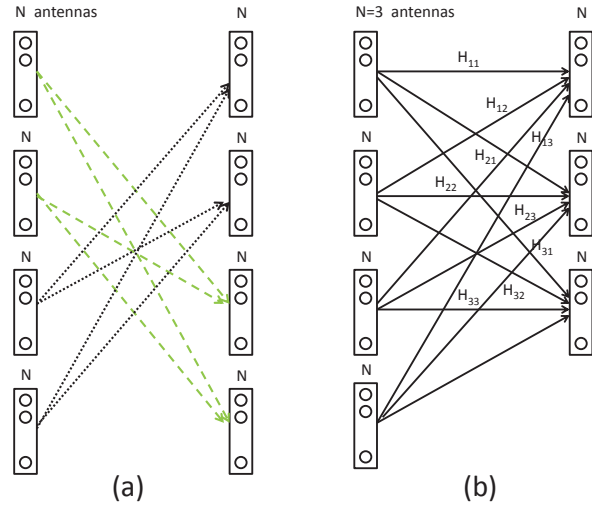 N antennas
N
N
N
N
N
N
N
(a)
N=3 antennas
N
N
N
N
N
N
H11
H12
H13
H21
H22
H23
H31
H32
H33
(b)